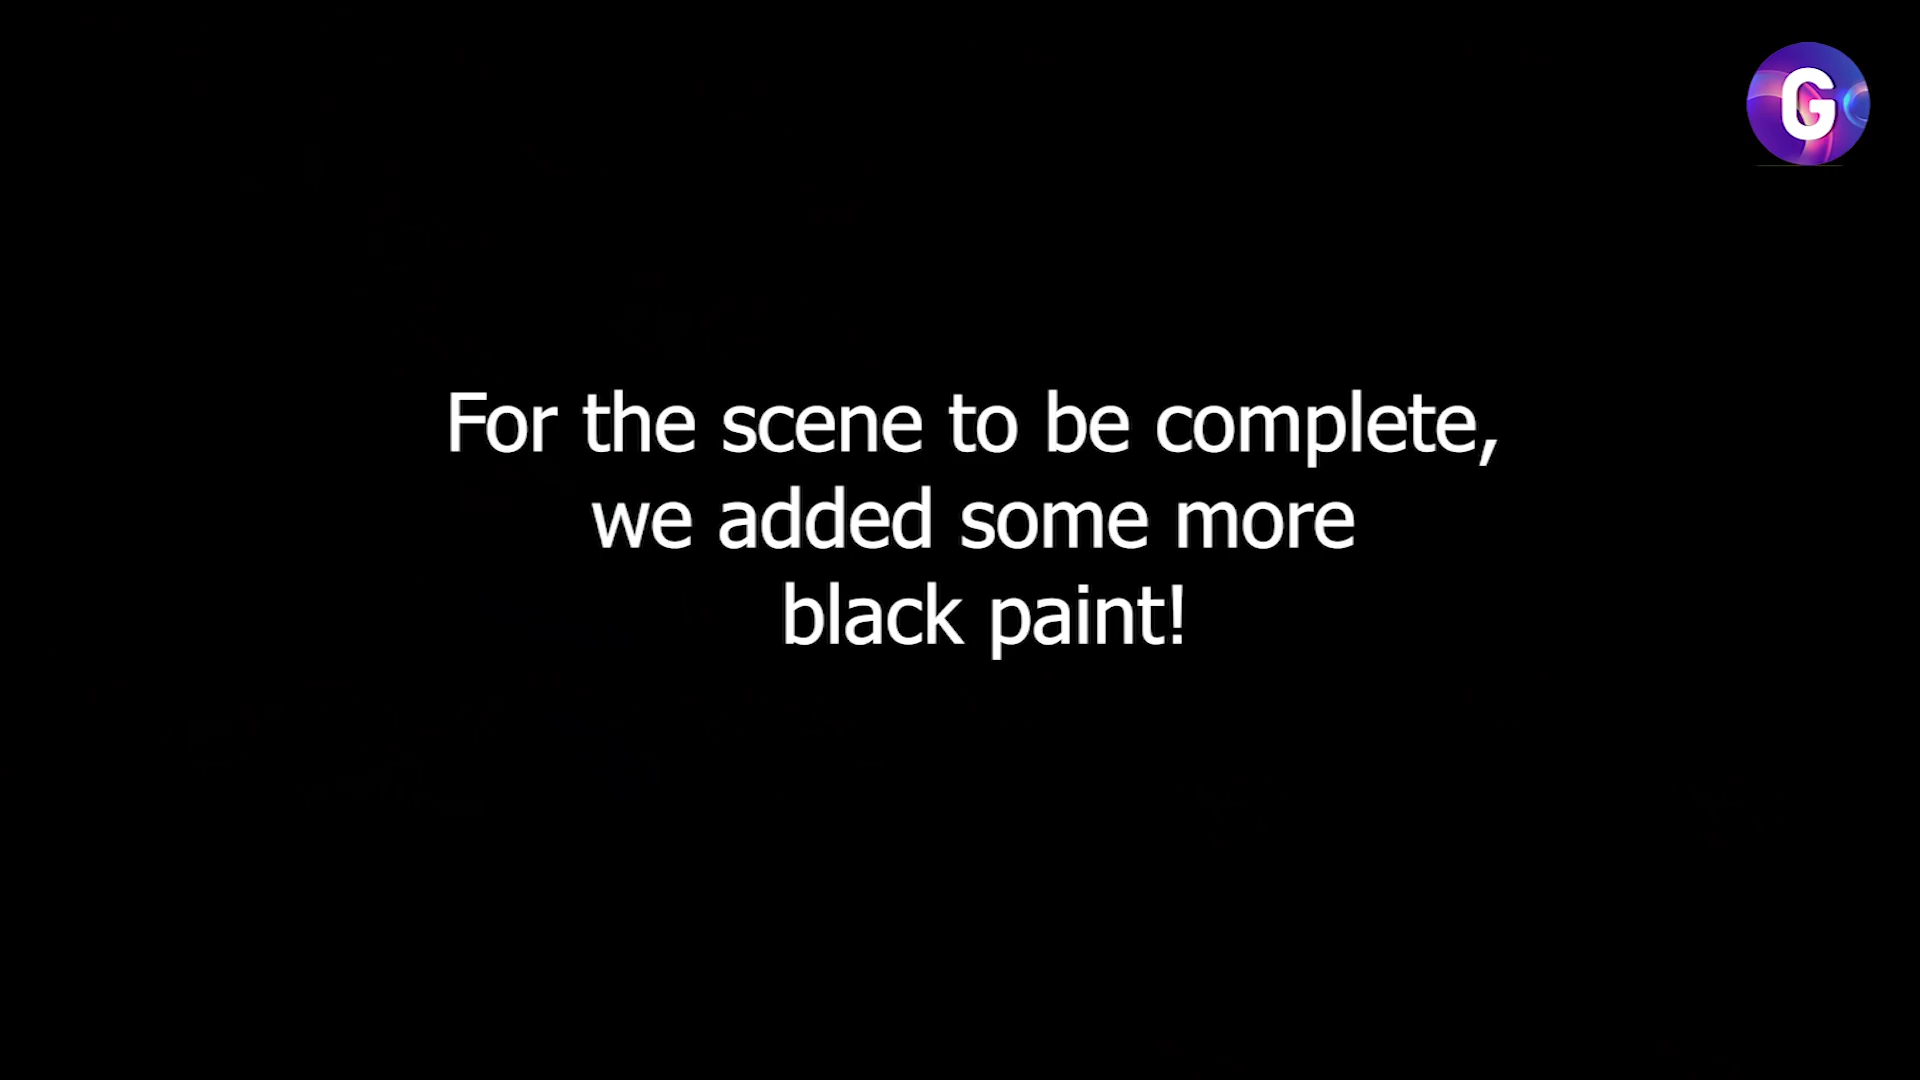 G
For the scene to be complete,
we added some more
black paint!